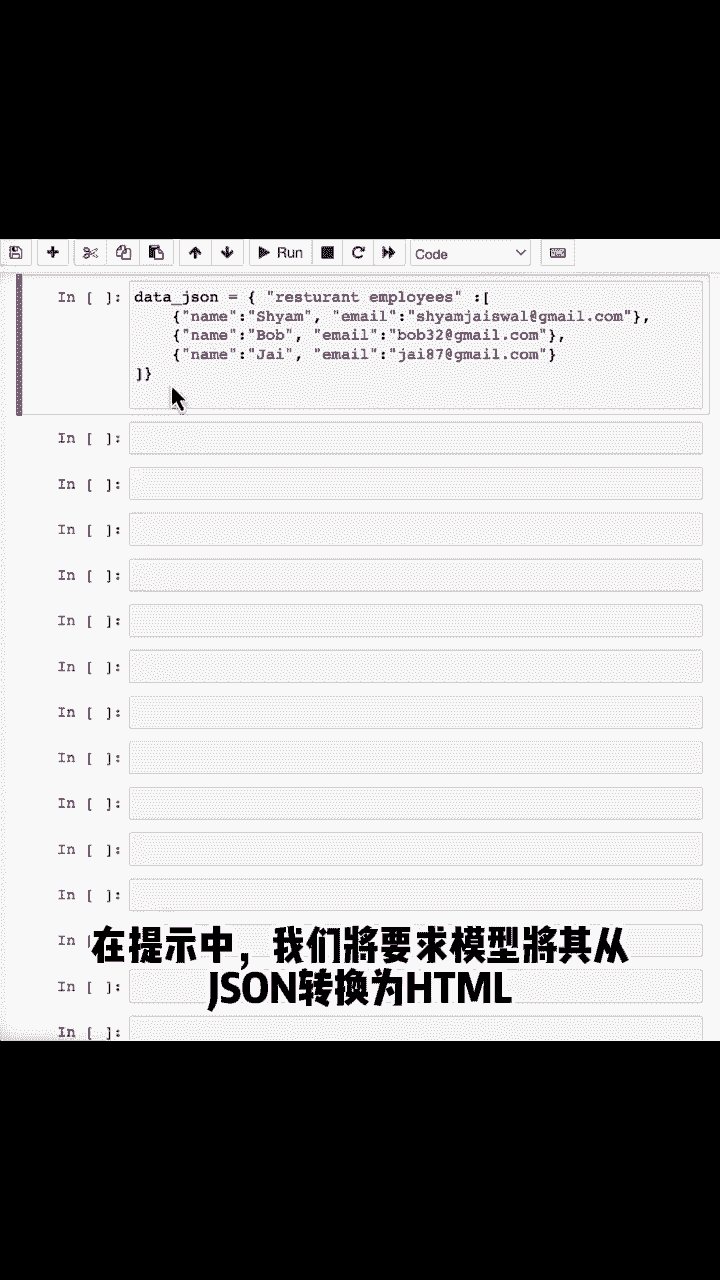 Run
Code
In [ ]: data_json = { "resturant employees" :[
{"name":"Shyam", "email":"shyamjaiswal@gmail.com"},
{"name":"Bob", "email":"bob32@gmail.com"},
{"name":"Jai", "email":"jai87@gmail.com"}
]}
In [ ]:
In [ ]:
In [ ]:
In [ ]:
In [ ]:
In [ ]:
In [ ]:
In [ ]:
In [ ]:
In [ ]:
In [ ]:
In [
在提示中，我们將要求模型將其从
In [ ]:
JSON转换为HTML
In [ ]: